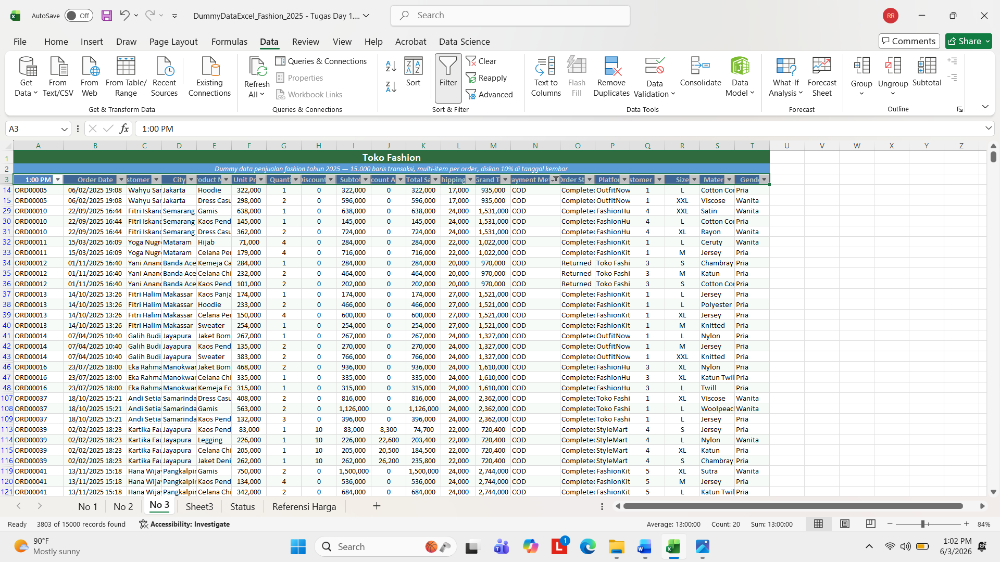 AutoSave Off DummyDataExcel_Fashion_2025 - Tugas Day 1.... Search RR
File Home Insert Draw Page Layout Formulas Data Review View Help Acrobat Data Science Comments Share
Get Data From Text/CSV From Web From Table/ Range Recent Sources Existing Connections
Get & Transform Data
Refresh All Queries & Connections Properties Workbook Links
Queries & Connections
Sort Filter Clear Reapply Advanced
Sort & Filter
Text to Columns Flash Fill Remove Duplicates Data Validation Consolidate Data Model
Data Tools
What-If Analysis Forecast Sheet
Forecast
Group Ungroup Subtotal
Outline
A3 fx 1:00 PM
A B C D E F G H I J K L M N O P Q R S T U V W X Y Z
1 Toko Fashion
2 Dummy data penjualan fashion tahun 2025 — 15.000 baris transaksi, multi-item per order, diskon 10% di tanggal kembar
3 1:00 PM Order Date stomer City oduct N Unit Pr Quanti Discount Subtot count A Total Sa hipping Grand T ayment Met Order St Platfor stomer Size Mater Gend
14 ORD00005 06/02/2025 19:08 Wahyu Sar Jakarta Hoodie 322,000 1 0 322,000 0 322,000 17,000 935,000 COD Completed OutfitNow 1 L Cotton Cor Pria
15 ORD00005 06/02/2025 19:08 Wahyu Sar Jakarta Dress Casu 298,000 2 0 596,000 0 596,000 17,000 935,000 COD Completed OutfitNow 1 XXL Viscose Wanita
29 ORD00010 22/09/2025 16:44 Fitri Iskand Semarang Gamis 638,000 1 0 638,000 0 638,000 24,000 1,531,000 COD Completed FashionHu 4 XXL Satin Wanita
30 ORD00010 22/09/2025 16:44 Fitri Iskand Semarang Kaos Pend 145,000 1 0 145,000 0 145,000 24,000 1,531,000 COD Completed FashionHu 4 L Cotton Cor Pria
31 ORD00010 22/09/2025 16:44 Fitri Iskand Semarang Dress Casu 362,000 2 0 724,000 0 724,000 24,000 1,531,000 COD Completed FashionHu 4 XL Rayon Wanita
32 ORD00011 15/03/2025 16:09 Yoga Nugr Mataram Hijab 71,000 4 0 284,000 0 284,000 22,000 1,022,000 COD Completed FashionKit 1 L Ceruty Wanita
33 ORD00011 15/03/2025 16:09 Yoga Nugr Mataram Celana Per 179,000 4 0 716,000 0 716,000 22,000 1,022,000 COD Completed FashionKit 1 M Jersey Pria
34 ORD00012 01/11/2025 16:40 Yani Anand Banda Ace Kemeja Ca 284,000 1 0 284,000 0 284,000 20,000 970,000 COD Returned Toko Fashi 3 S Chambray Pria
35 ORD00012 01/11/2025 16:40 Yani Anand Banda Ace Celana Chi 232,000 2 0 464,000 0 464,000 20,000 970,000 COD Returned Toko Fashi 3 M Katun Pria
36 ORD00012 01/11/2025 16:40 Yani Anand Banda Ace Kaos Pend 101,000 2 0 202,000 0 202,000 20,000 970,000 COD Returned Toko Fashi 3 S Cotton Cor Pria
37 ORD00013 14/10/2025 13:26 Fitri Halim Makassar Kaos Panja 174,000 1 0 174,000 0 174,000 27,000 1,521,000 COD Completed FashionKit 1 L Jersey Pria
38 ORD00013 14/10/2025 13:26 Fitri Halim Makassar Hoodie 233,000 2 0 466,000 0 466,000 27,000 1,521,000 COD Completed FashionKit 1 L Polyester Pria
39 ORD00013 14/10/2025 13:26 Fitri Halim Makassar Celana Per 150,000 4 0 600,000 0 600,000 27,000 1,521,000 COD Completed FashionKit 1 XL Jersey Pria
40 ORD00013 14/10/2025 13:26 Fitri Halim Makassar Sweater 254,000 1 0 254,000 0 254,000 27,000 1,521,000 COD Completed FashionKit 1 M Knitted Pria
41 ORD00014 07/04/2025 10:40 Galih Budi Jayapura Jaket Bom 267,000 1 0 267,000 0 267,000 24,000 1,327,000 COD Completed OutfitNow 1 L Nylon Pria
42 ORD00014 07/04/2025 10:40 Galih Budi Jayapura Kaos Pend 135,000 2 0 270,000 0 270,000 24,000 1,327,000 COD Completed OutfitNow 1 M Jersey Pria
43 ORD00014 07/04/2025 10:40 Galih Budi Jayapura Sweater 383,000 2 0 766,000 0 766,000 24,000 1,327,000 COD Completed OutfitNow 1 XXL Knitted Pria
46 ORD00016 23/07/2025 18:00 Eka Rahma Manokwar Jaket Bom 468,000 2 0 936,000 0 936,000 24,000 1,610,000 COD Completed FashionHu 3 XL Nylon Pria
47 ORD00016 23/07/2025 18:00 Eka Rahma Manokwar Celana Chi 335,000 1 0 335,000 0 335,000 24,000 1,610,000 COD Completed FashionHu 3 XL Katun Twil Pria
48 ORD00016 23/07/2025 18:00 Eka Rahma Manokwar Kemeja Fo 315,000 1 0 315,000 0 315,000 24,000 1,610,000 COD Completed FashionHu 3 L Twill Pria
107 ORD00037 18/10/2025 15:21 Andi Setia Samarinda Dress Casu 408,000 2 0 816,000 0 816,000 24,000 2,362,000 COD Completed Toko Fashi 1 XL Viscose Wanita
108 ORD00037 18/10/2025 15:21 Andi Setia Samarinda Gamis 563,000 2 0 1,126,000 0 1,126,000 24,000 2,362,000 COD Completed Toko Fashi 1 L Woolpeac Wanita
109 ORD00037 18/10/2025 15:21 Andi Setia Samarinda Kaos Pend 132,000 3 0 396,000 0 396,000 24,000 2,362,000 COD Completed Toko Fashi 1 L Jersey Pria
113 ORD00039 02/02/2025 18:23 Kartika Fau Jayapura Kaos Pend 83,000 1 10 83,000 8,300 74,700 22,000 720,400 COD Completed StyleMart 4 S Jersey Pria
114 ORD00039 02/02/2025 18:23 Kartika Fau Jayapura Legging 226,000 1 10 226,000 22,600 203,400 22,000 720,400 COD Completed StyleMart 4 L Nylon Wanita
115 ORD00039 02/02/2025 18:23 Kartika Fau Jayapura Celana Chi 205,000 1 10 205,000 20,500 184,500 22,000 720,400 COD Completed StyleMart 4 XL Katun Pria
116 ORD00039 02/02/2025 18:23 Kartika Fau Jayapura Jaket Deni 262,000 1 10 262,000 26,200 235,800 22,000 720,400 COD Completed StyleMart 4 S Chambray Pria
119 ORD00041 13/11/2025 15:18 Hana Wija Pangkalpin Gamis 750,000 2 0 1,500,000 0 1,500,000 24,000 2,744,000 COD Completed FashionKit 5 XL Sutra Wanita
120 ORD00041 13/11/2025 15:18 Hana Wija Pangkalpin Kaos Pend 134,000 4 0 536,000 0 536,000 24,000 2,744,000 COD Completed FashionKit 5 M Jersey Pria
121 ORD00041 13/11/2025 15:18 Hana Wija Pangkalpin Celana Chi 342,000 2 0 684,000 0 684,000 24,000 2,744,000 COD Completed FashionKit 5 L Katun Twil Pria
No 1 No 2 No 3 Sheet3 Status Referensi Harga
Ready 3803 of 15000 records found Accessibility: Investigate Average: 13:00:00 Count: 20 Sum: 13:00:00 84%
90°F
Mostly sunny
Search
1
1:02 PM
6/3/2026